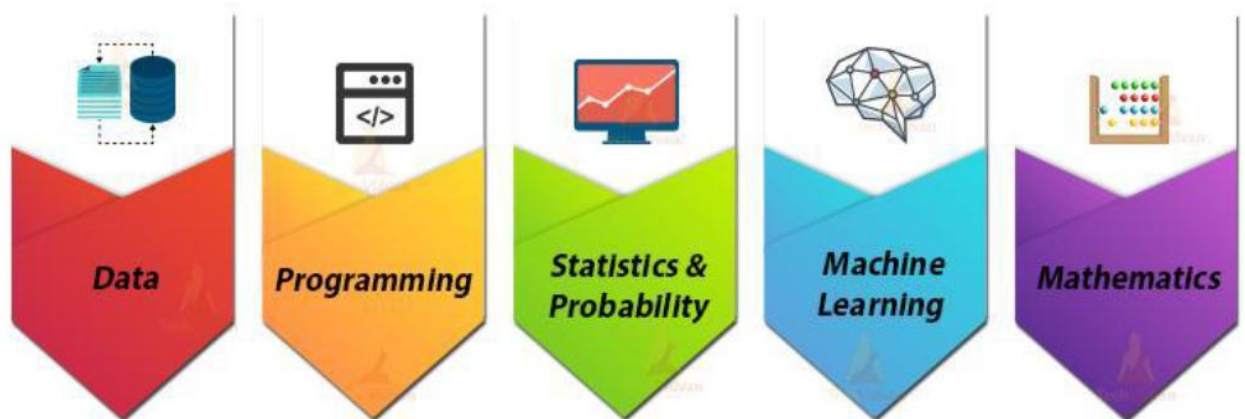 Data
Programming
Statistics &
Probability
Machine
Learning
Mathematics
</>